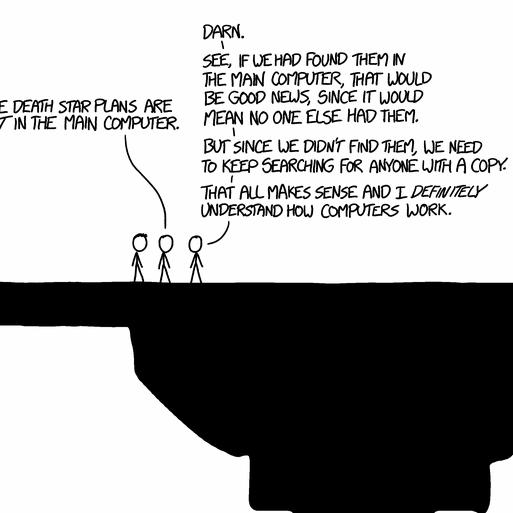 DEATH STAR PLANS ARE
IN THE MAIN COMPUTER.
DARN.
SEE, IF WE HAD FOUND THEM IN
THE MAIN COMPUTER, THAT WOULD
BE GOOD NEWS, SINCE IT WOULD
MEAN NO ONE ELSE HAD THEM.
BUT SINCE WE DIDN'T FIND THEM, WE NEED
TO KEEP SEARCHING FOR ANYONE WITH A COPY.
THAT ALL MAKES SENSE AND I DEFINITELY
UNDERSTAND HOW COMPUTERS WORK.